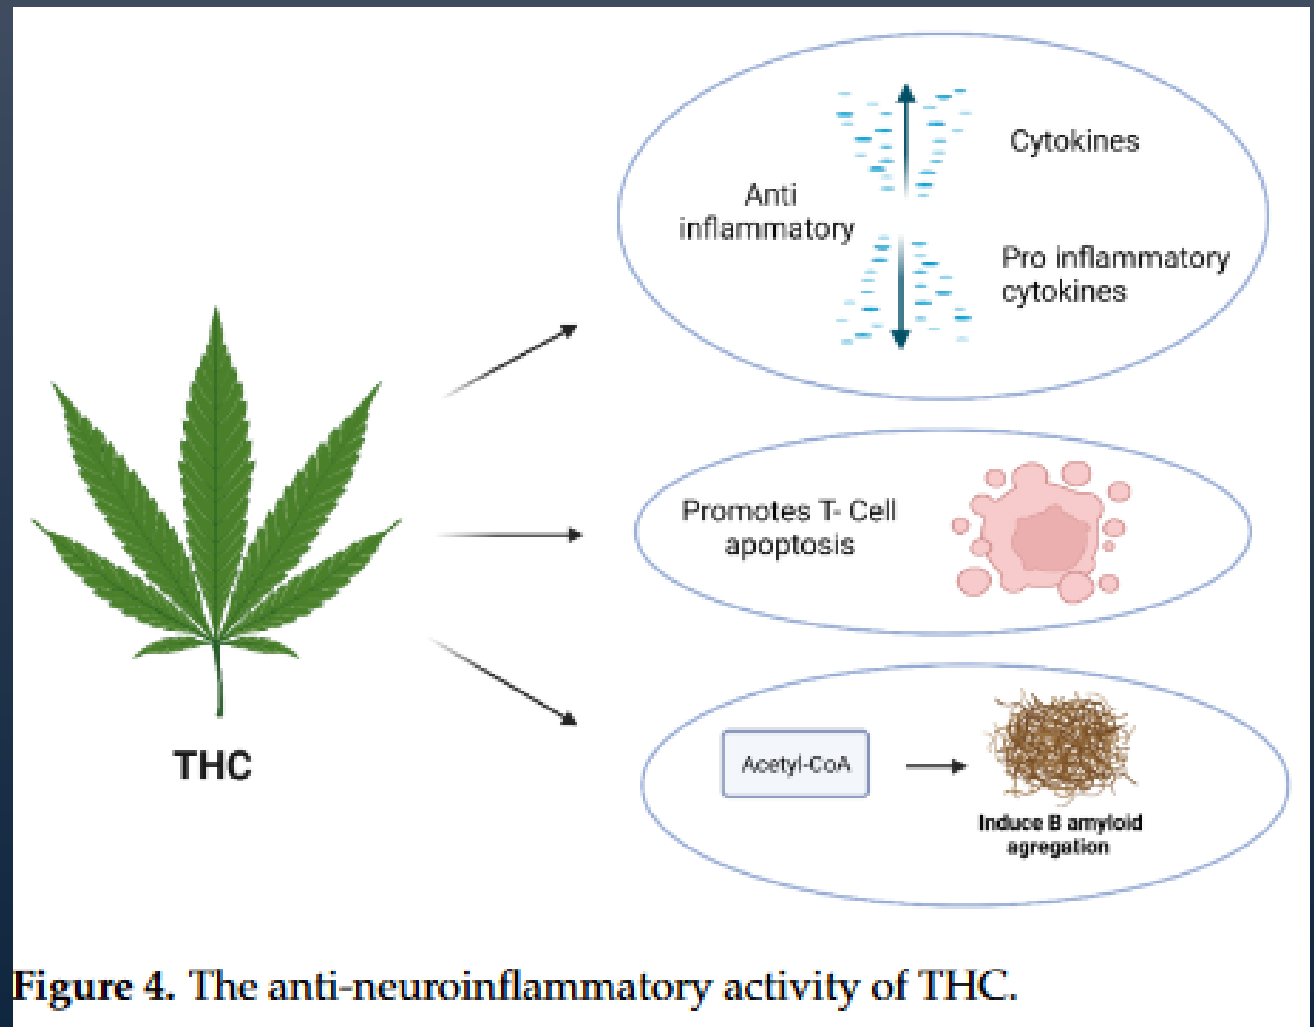 Cytokines
Anti
inflammatory
Pro inflammatory
cytokines
Promotes T- Cell
apoptosis
THC
Acetyl-CoA
Induce B amyloid
agregation
Figure 4. The anti-neuroinflammatory activity of THC.